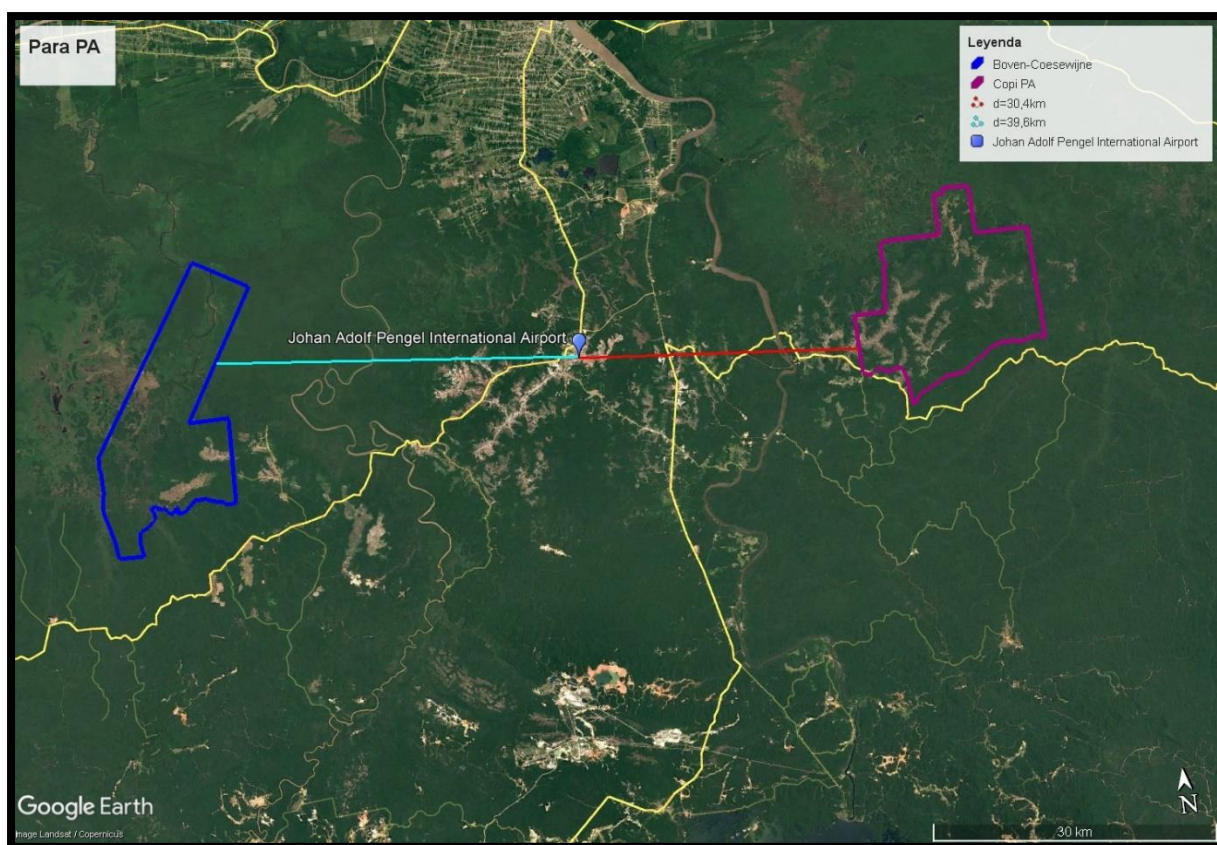 Para PA
Leyenda
Boven-Coesewijne
Copi PA
d=30,4km
d=39,6km
Johan Adolf Pengel International Airport
Johan Adolf Pengel International Airport
Google Earth
Image Landsat / Copernicus
N
30 km